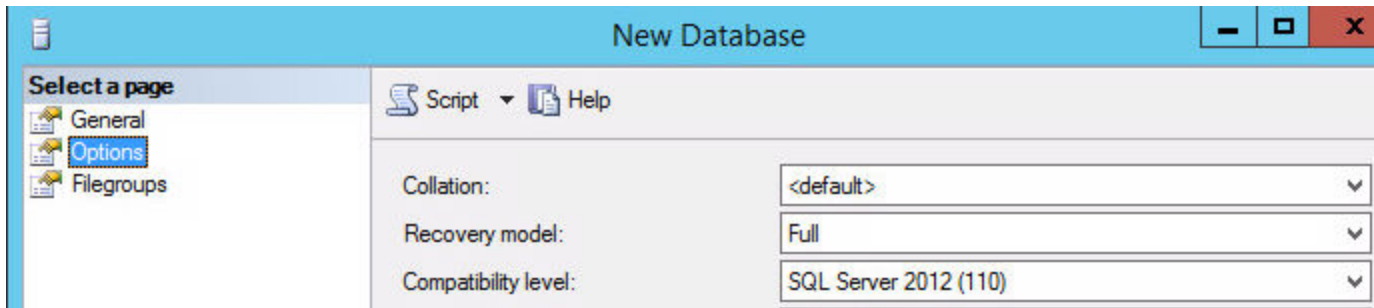 New Database
Select a page
General
Options
Filegroups
Script Help
Collation: <default>
Recovery model: Full
Compatibility level: SQL Server 2012 (110)